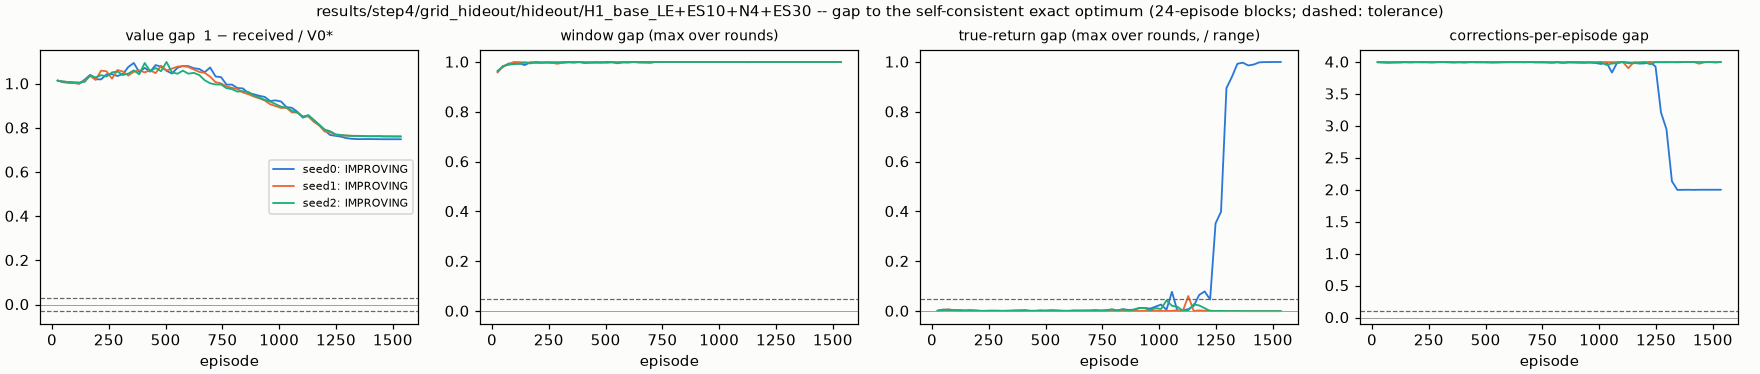 results/step4/grid_hideout/hideout/H1_base_LE+ES10+N4+ES30 -- gap to the self-consistent exact optimum (24-episode blocks; dashed: tolerance)
value gap 1 − received / V0*
1.0
0.8
0.6
0.4
0.2
0.0
seed0: IMPROVING
seed1: IMPROVING
seed2: IMPROVING
0 250 500 750 1000 1250 1500
episode
window gap (max over rounds)
1.0
0.8
0.6
0.4
0.2
0.0
0 250 500 750 1000 1250 1500
episode
true-return gap (max over rounds, / range)
1.0
0.8
0.6
0.4
0.2
0.0
0 250 500 750 1000 1250 1500
episode
corrections-per-episode gap
4.0
3.5
3.0
2.5
2.0
1.5
1.0
0.5
0.0
0 250 500 750 1000 1250 1500
episode